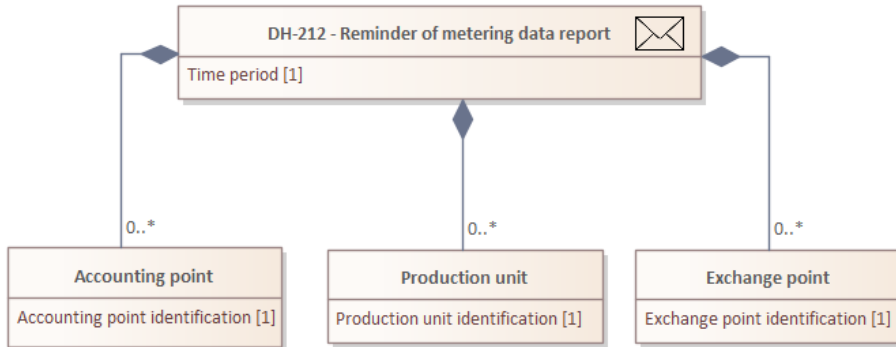 DH-212 - Reminder of metering data report
Time period [1]
0..*
0..*
0..*
Accounting point
Production unit
Exchange point
Accounting point identification [1]
Production unit identification [1]
Exchange point identification [1]